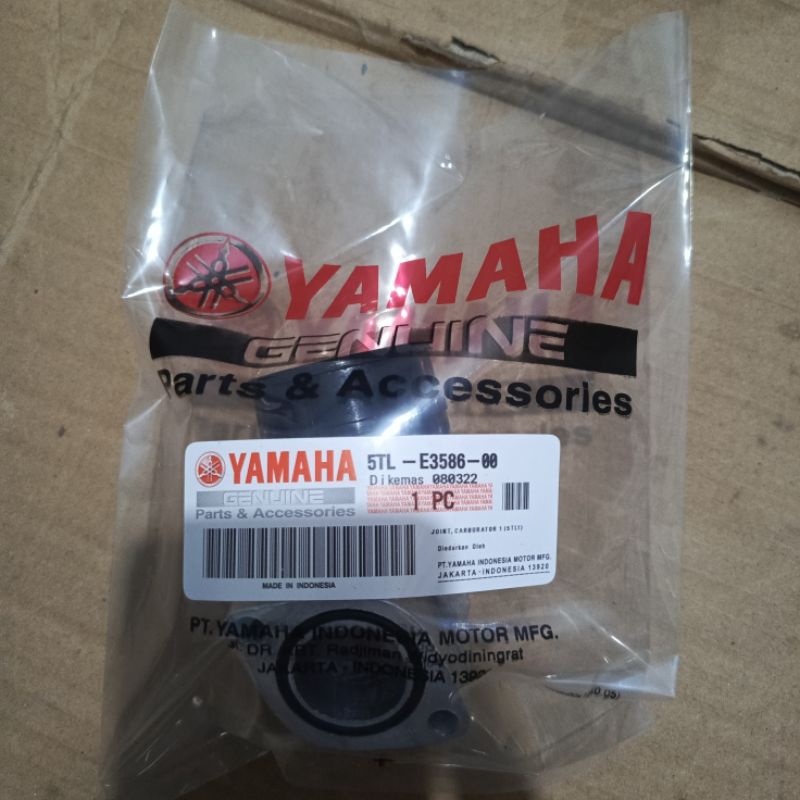 YAMAHA
GENUINE
Parts & Accessories
YAMAHA
GENUINE
Parts & Accessories
MADE IN INDONESIA
5TL-E3586-00
Dikemas 080322
1 PC
JOINT, CARBURATOR 1 (5TL1)
Diedarkan Oleh
PT.YAMAHA INDONESIA MOTOR MFG.
JAKARTA-INDONESIA 13920
PT. YAMAHA INDONESIA MOTOR MFG.
Radjiman
JAKARTA - INDONESIA